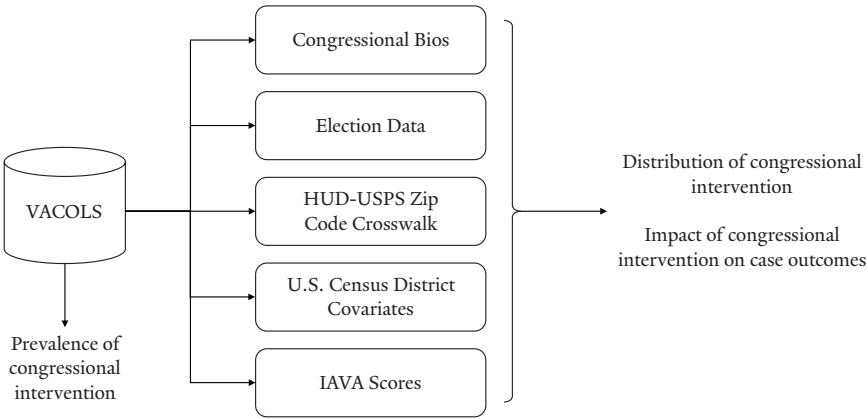 VACOLS
Prevalence of
congressional
intervention
Congressional Bios
Election Data
HUD-USPS Zip
Code Crosswalk
U.S. Census District
Covariates
IAVA Scores
Distribution of congressional
intervention
Impact of congressional
intervention on case outcomes